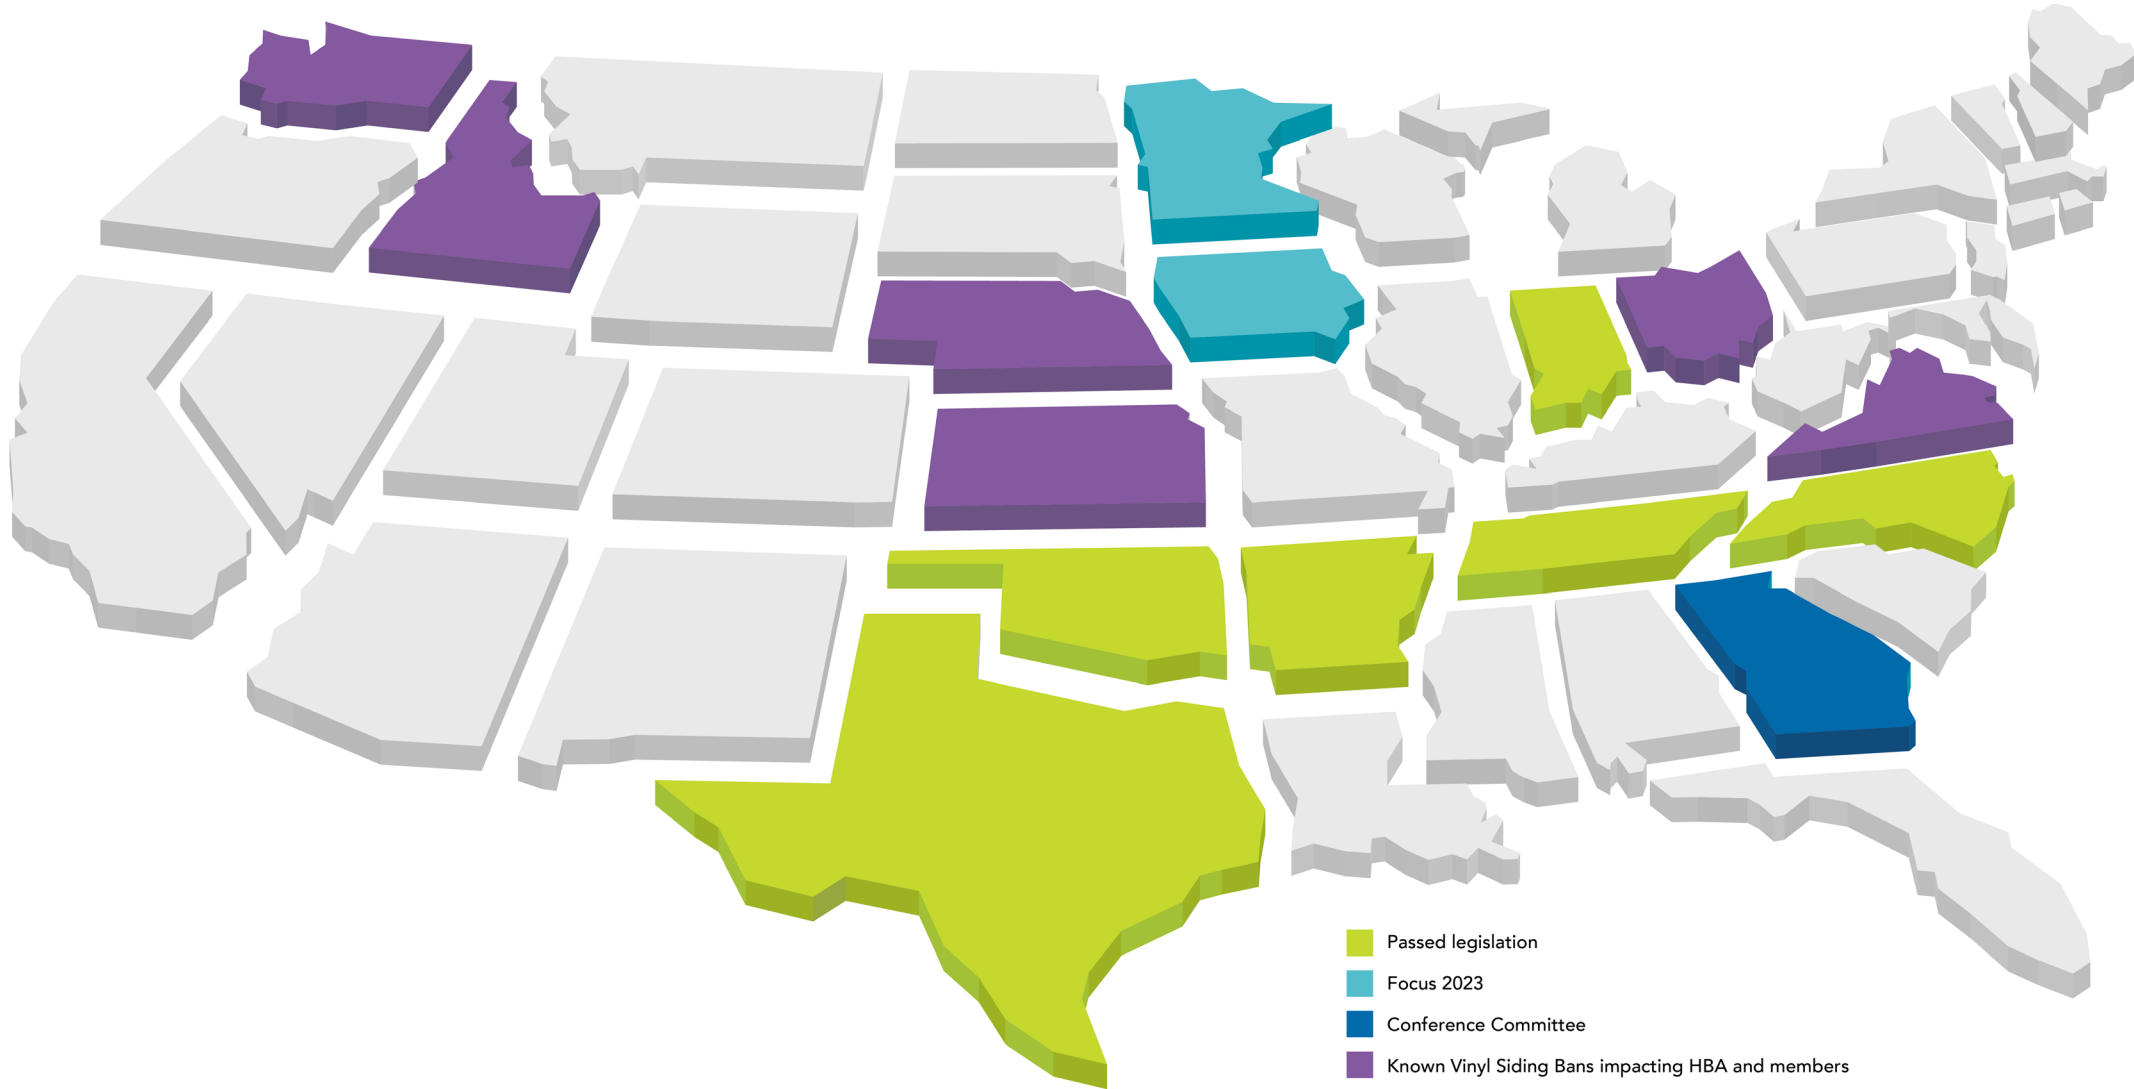 Passed legislation
Focus 2023
Conference Committee
Known Vinyl Siding Bans impacting HBA and members